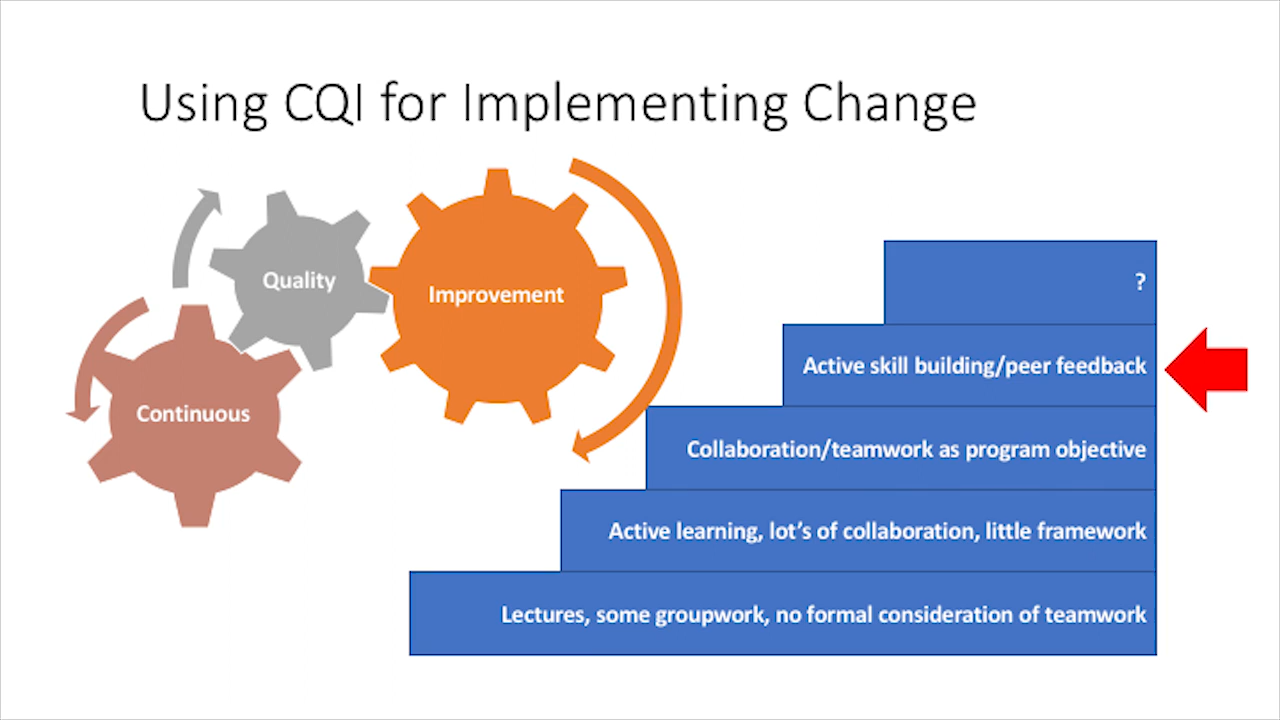 Using CQI for Implementing Change
Quality
Improvement
Continuous
?
Active skill building/peer feedback
Collaboration/teamwork as program objective
Active learning, lot’s of collaboration, little framework
Lectures, some groupwork, no formal consideration of teamwork